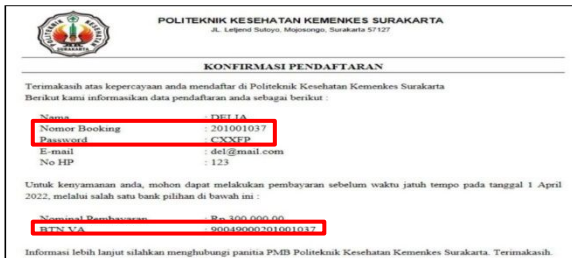 POLITEKNIK KESEHATAN KEMENKES SURAKARTA
JL. Letjend Sutoyo, Mojosongo, Surakarta 57127
KONFIRMASI PENDAFTARAN
Terimakasih atas kepercayaan anda mendaftar di Politeknik Kesehatan Kemenkes Surakarta
Berikut kami informasikan data pendaftaran anda sebagai berikut :
Nama : DELIA
Nomor Booking : 201001037
Password : CXXFP
E-mail : del@mail.com
No HP : 123
Untuk kenyamanan anda, mohon dapat melakukan pembayaran sebelum waktu jatuh tempo pada tanggal 1 April
2022, melalui salah satu bank pilihan di bawah ini :
Nominal Pembayaran : Rp 300.000,00
BTN VA : 90049000201001037
Informasi lebih lanjut silahkan menghubungi panitia PMB Politeknik Kesehatan Kemenkes Surakarta. Terimakasih.